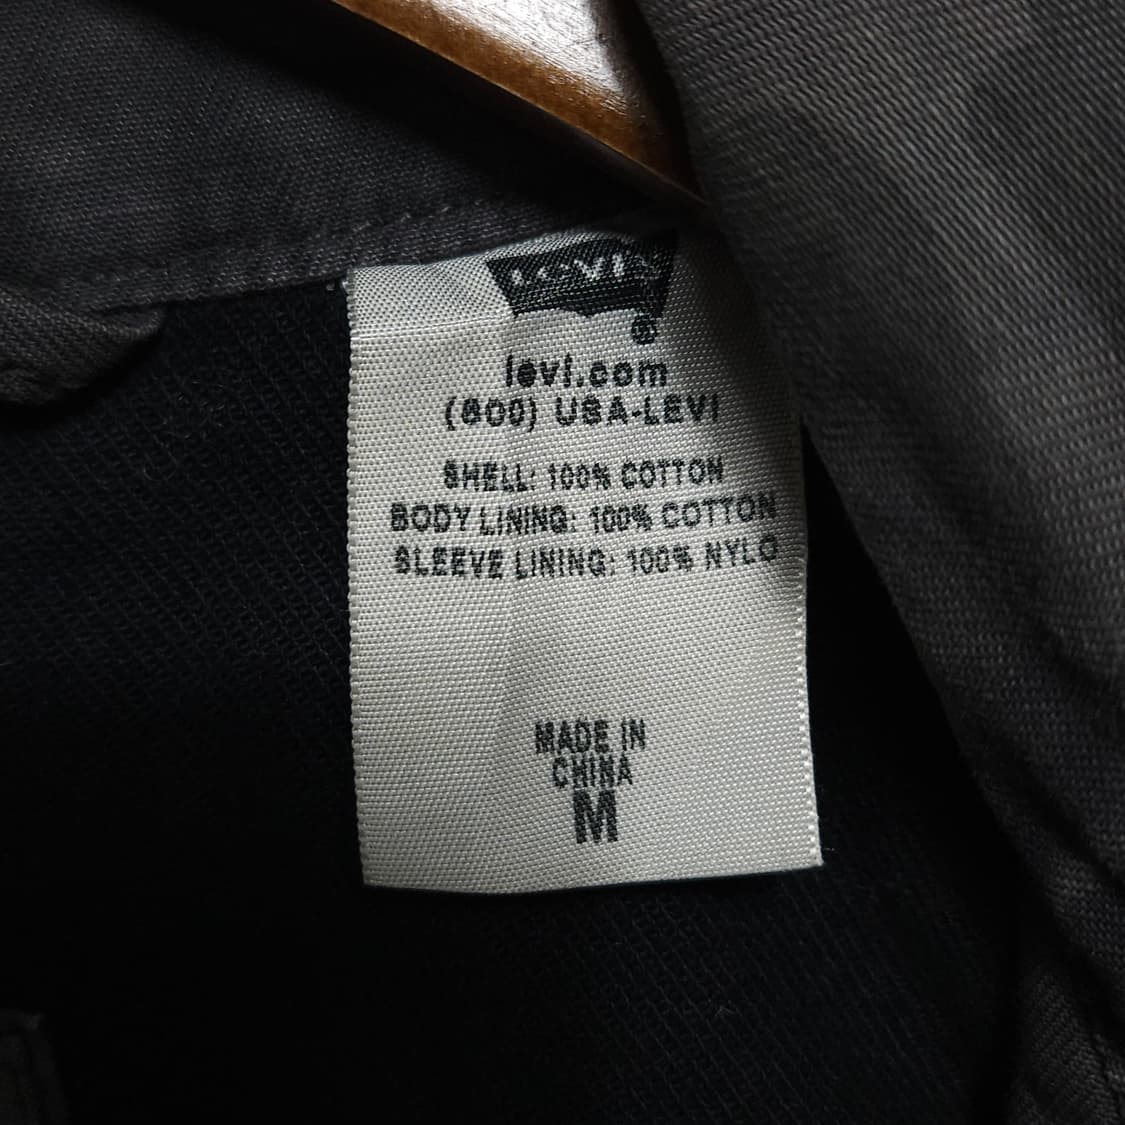 LEVI'S
®
levi.com
(800) USA-LEVI
SHELL: 100% COTTON
BODY LINING: 100% COTTON
SLEEVE LINING: 100% NYLO
MADE IN
CHINA
M